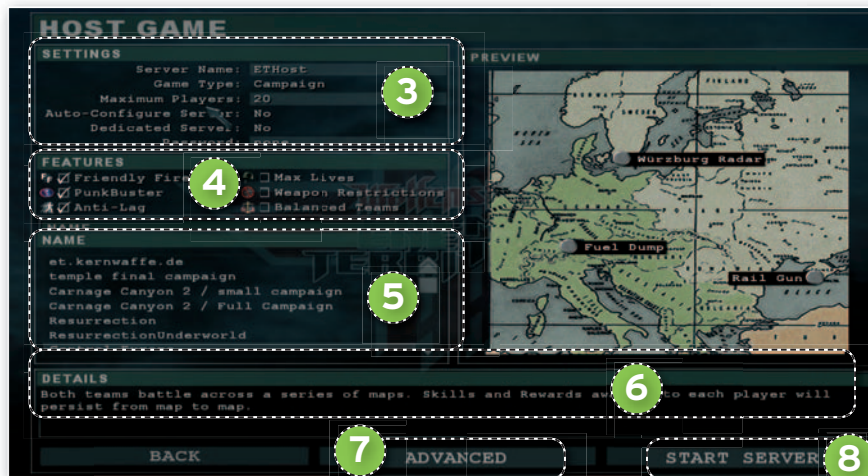 HOST GAME
SETTINGS
Server Name: ETHost
Game Type: Campaign
Maximum Players: 20
Auto-Configure Server: No
Dedicated Server: No
3
FEATURES
Friendly Fire
Max Lives
PunkBuster
Weapon Restrictions
Anti-Lag
Balanced Teams
4
NAME
NAME
et.kernwaffe.de
temple final campaign
Carnage Canyon 2 / small campaign
Carnage Canyon 2 / Full Campaign
Resurrection
ResurrectionUnderworld
5
PREVIEW
Würzburg Radar
Fuel Dump
Rail Gun
DETAILS
Both teams battle across a series of maps. Skills and Rewards to each player will
persist from map to map.
6
BACK
7
ADVANCED
START SERVER
8